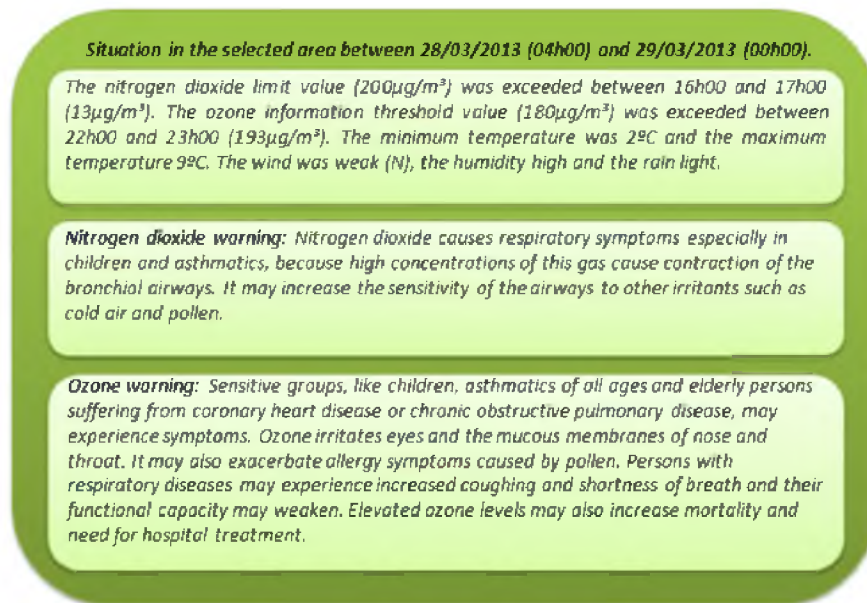 Situation in the selected area between 28/03/2013 (04h00) and 29/03/2013 (00h00).
The nitrogen dioxide limit value (200µg/m³) was exceeded between 16h00 and 17h00
(13µg/m³). The ozone information threshold value (180µg/m³) was exceeded between
22h00 and 23h00 (193µg/m³). The minimum temperature was 2ºC and the maximum
temperature 9ºC. The wind was weak (N), the humidity high and the rain light.
Nitrogen dioxide warning: Nitrogen dioxide causes respiratory symptoms especially in
children and asthmatics, because high concentrations of this gas cause contraction of the
bronchial airways. It may increase the sensitivity of the airways to other irritants such as
cold air and pollen.
Ozone warning: Sensitive groups, like children, asthmatics of all ages and elderly persons
suffering from coronary heart disease or chronic obstructive pulmonary disease, may
experience symptoms. Ozone irritates eyes and the mucous membranes of nose and
throat. It may also exacerbate allergy symptoms caused by pollen. Persons with
respiratory diseases may experience increased coughing and shortness of breath and their
functional capacity may weaken. Elevated ozone levels may also increase mortality and
need for hospital treatment.